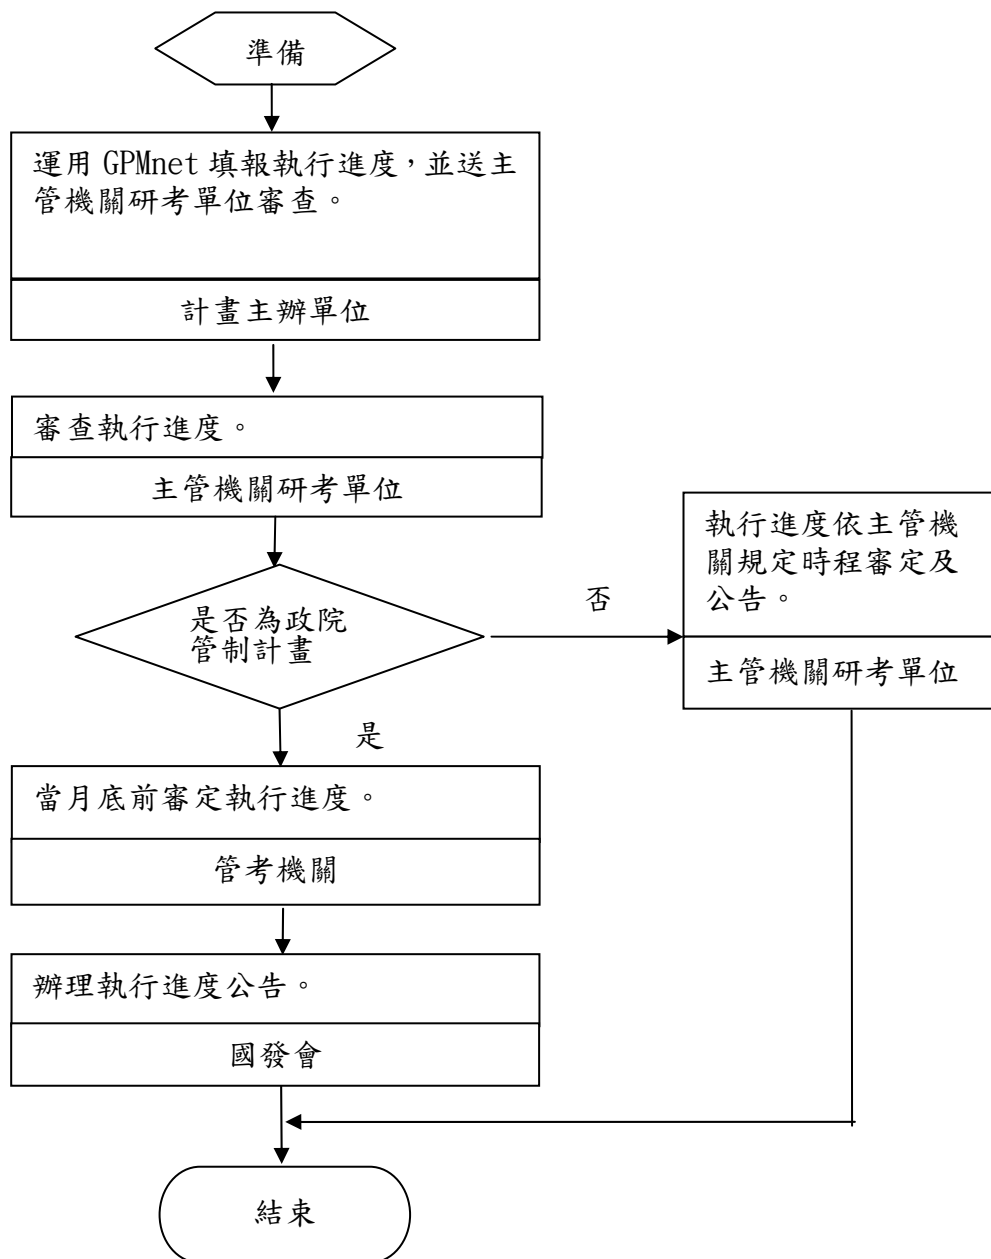 準備
運用 GPMnet 填報執行進度,並送主
管機關研考單位審查。
計畫主辦單位
審查執行進度。
主管機關研考單位
是否為政院
管制計畫
否
執行進度依主管機
關規定時程審定及
公告。
主管機關研考單位
是
當月底前審定執行進度。
管考機關
辦理執行進度公告。
國發會
結束